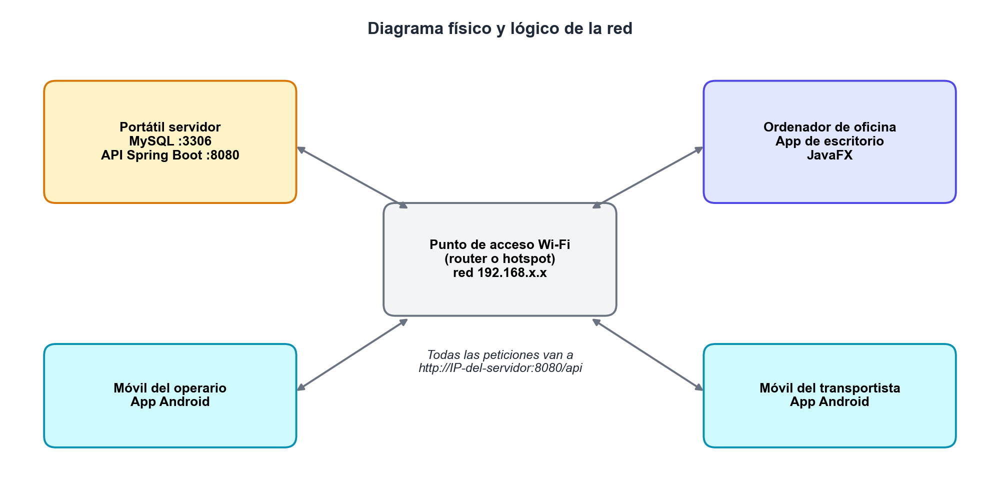 Diagrama físico y lógico de la red
Portátil servidor
MySQL :3306
API Spring Boot :8080
Ordenador de oficina
App de escritorio
JavaFX
Punto de acceso Wi-Fi
(router o hotspot)
red 192.168.x.x
Todas las peticiones van a
http://IP-del-servidor:8080/api
Móvil del operario
App Android
Móvil del transportista
App Android